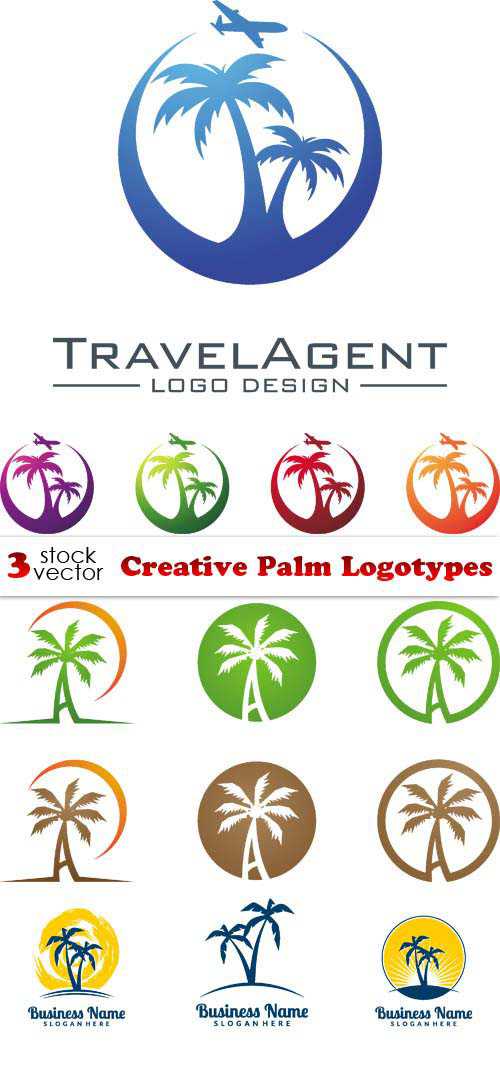 TravelAgent
LOGO DESIGN
3 stock vector Creative Palm Logotypes
Business Name Business Name Business Name
SLOGAN HERE SLOGAN HERE SLOGAN HERE